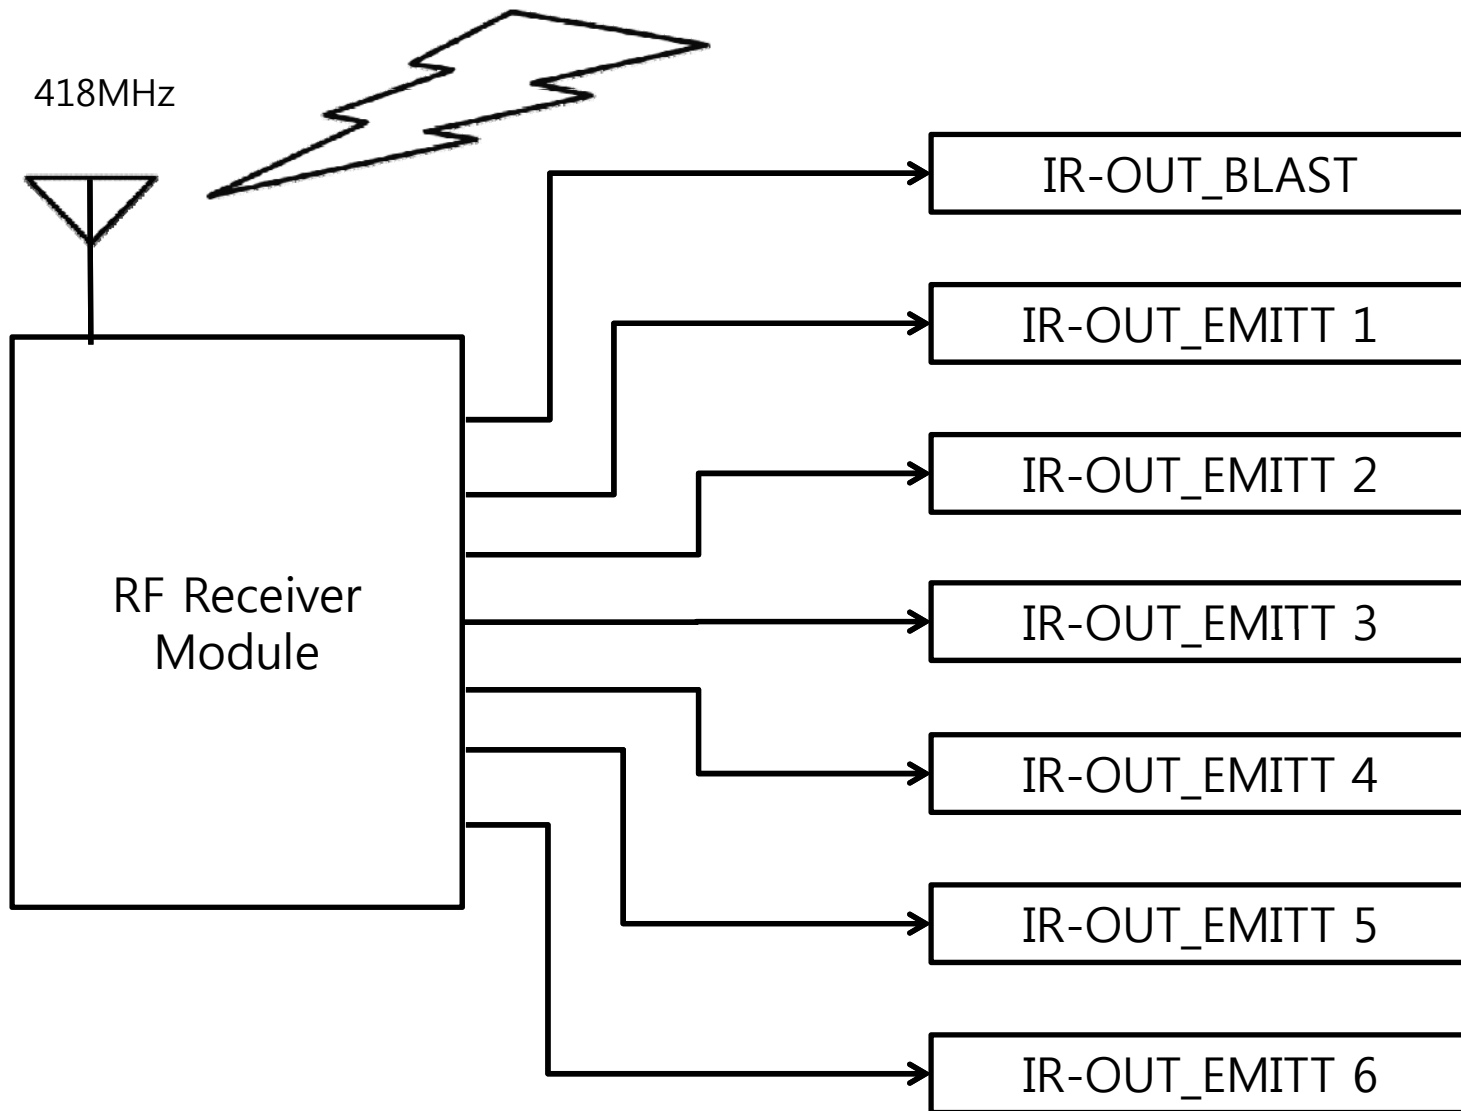 418MHz
IR-OUT_BLAST
IR-OUT_EMITT 1
IR-OUT_EMITT 2
RF Receiver
Module
IR-OUT_EMITT 3
IR-OUT_EMITT 4
IR-OUT_EMITT 5
IR-OUT_EMITT 6